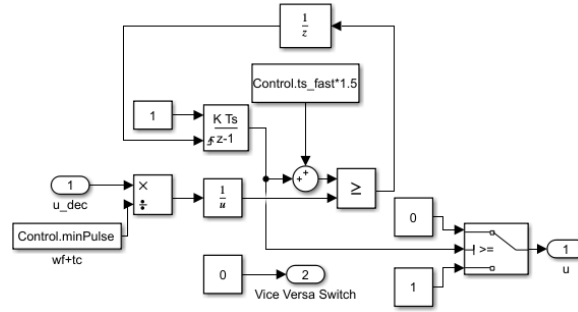 1
z
Control.ts_fast*1.5
1
K Ts
z-1
+
+
≥
1
u_dec
×
÷
1
u
Control.minPulse
wf+tc
0
>=
1
u
0
2
Vice Versa Switch
1